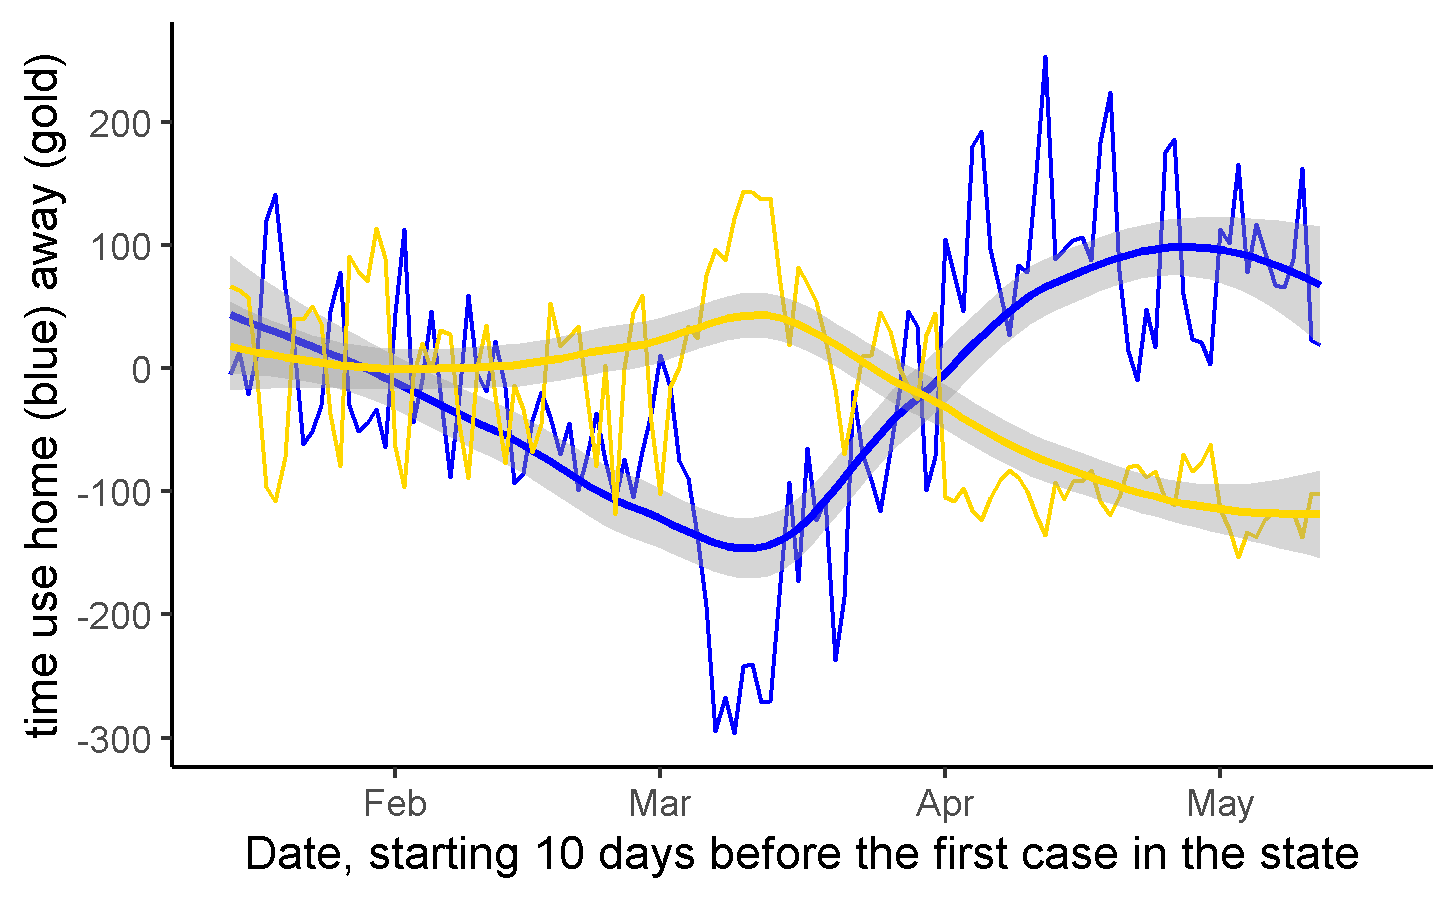 time use home (blue) away (gold)
200
100
0
-100
-200
-300
Feb Mar Apr May
Date, starting 10 days before the first case in the state